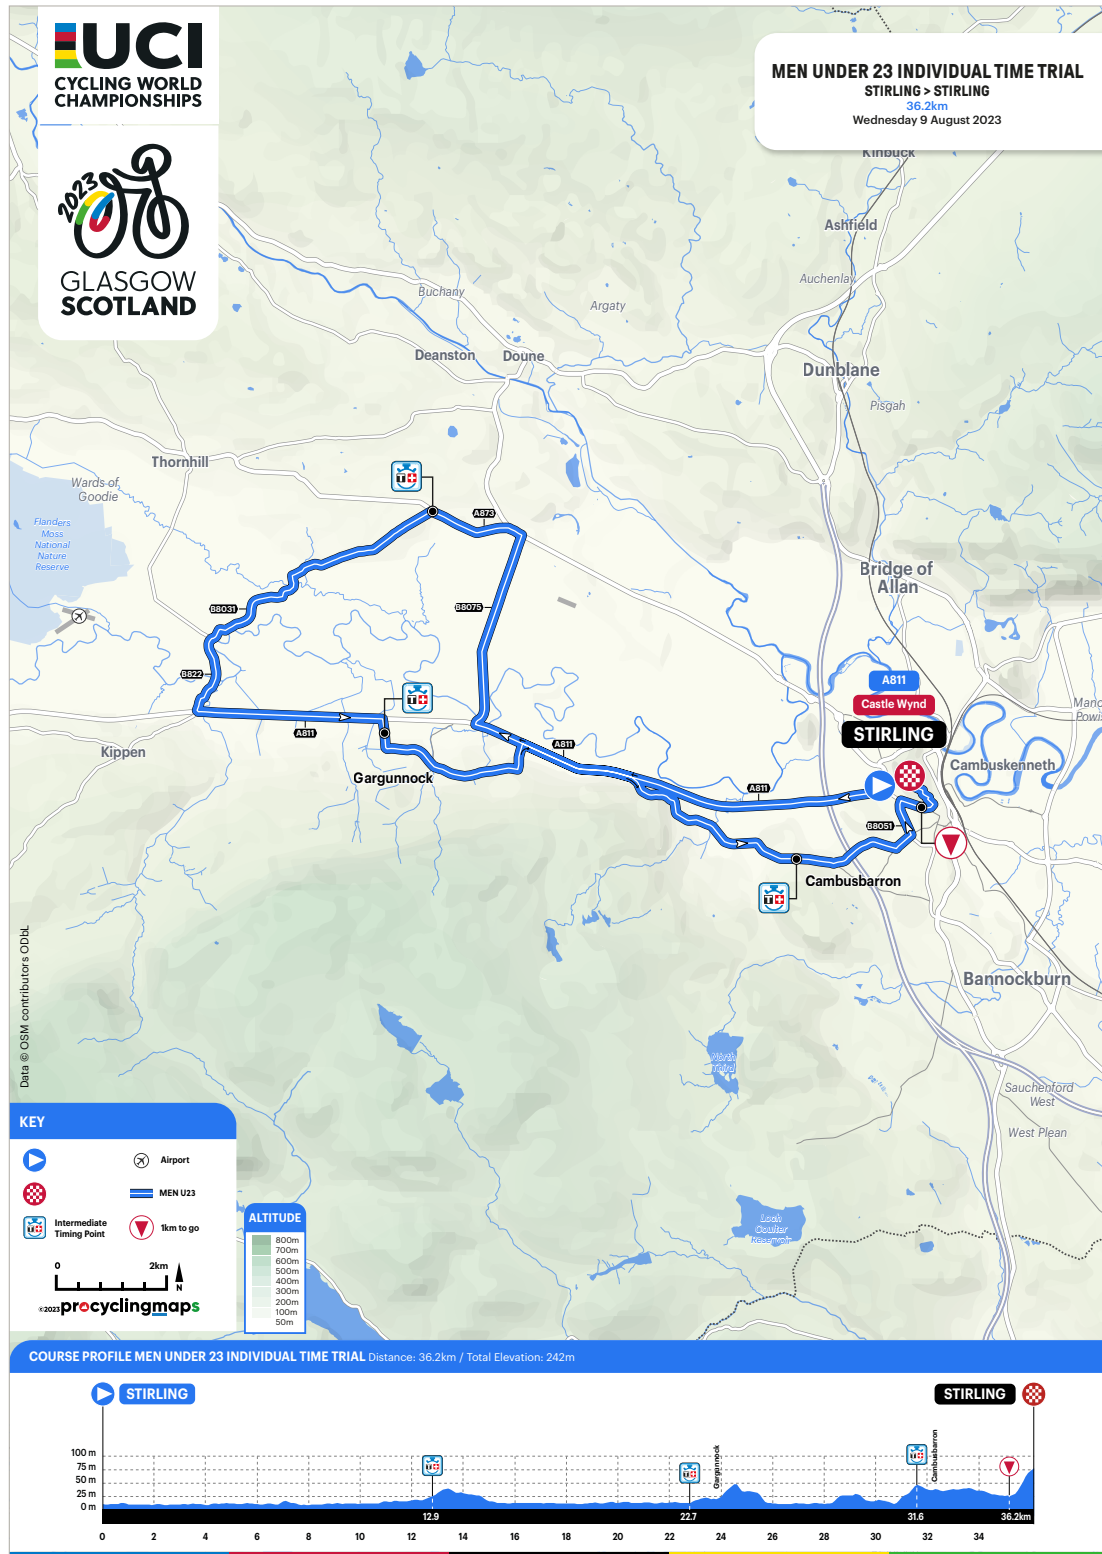 UCI
CYCLING WORLD
CHAMPIONSHIPS
2023
GLASGOW
SCOTLAND
MEN UNDER 23 INDIVIDUAL TIME TRIAL
STIRLING > STIRLING
36.2km
Wednesday 9 August 2023
Kinbuck
Ashfield
Auchenlay
Buchany
Argaty
Deanston
Doune
Dunblane
Pisgah
Thornhill
Wards of
Goodie
Flanders
Moss
National
Nature
Reserve
A873
Bridge of
Allan
B8031
B8075
B822
A811
Castle Wynd
STIRLING
A811
Kippen
A811
Gargunnock
Cambuskenneth
A811
B8051
Cambusbarron
Bannockburn
North
Third
Sauchenford
West
West Plean
Loch
Coulter
Reservoir
Data © OSM contributors ODbL
KEY
Airport
MEN U23
Intermediate
Timing Point
1km to go
0 2km
N
©2023 procyclingmaps
ALTITUDE
800m
700m
600m
500m
400m
300m
200m
100m
50m
COURSE PROFILE MEN UNDER 23 INDIVIDUAL TIME TRIAL Distance: 36.2km / Total Elevation: 242m
STIRLING
STIRLING
Gargunnock
Cambusbarron
100 m
75 m
50 m
25 m
0 m
12.9 22.7 31.6 36.2km
0 2 4 6 8 10 12 14 16 18 20 22 24 26 28 30 32 34